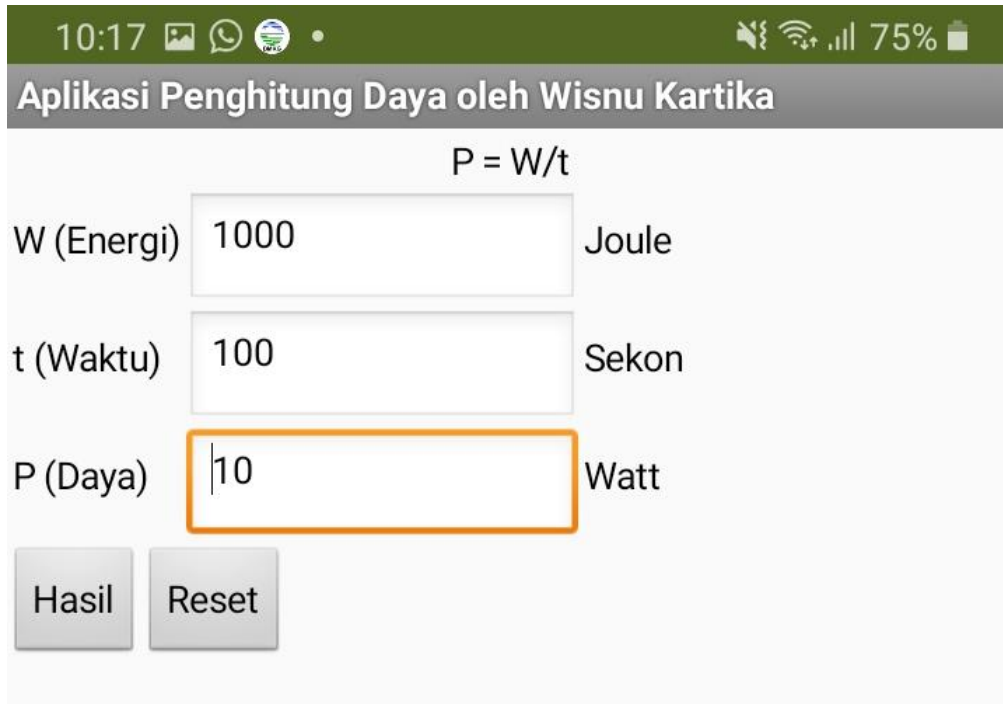 10:17 75%
Aplikasi Penghitung Daya oleh Wisnu Kartika
P = W/t
W (Energi) 1000 Joule
t (Waktu) 100 Sekon
P (Daya) 10 Watt
Hasil Reset